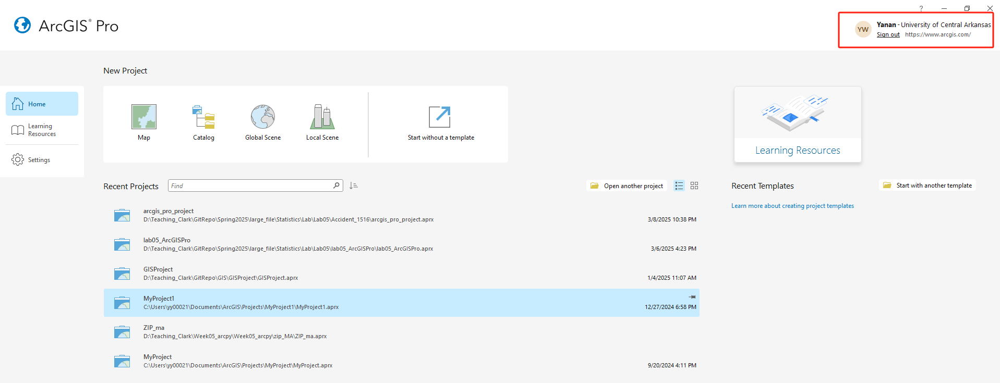 ?
ArcGIS® Pro
YW
Yanan - University of Central Arkansas
Sign out https://www.arcgis.com/
Home
Learning
Resources
Settings
New Project
Map
Catalog
Global Scene
Local Scene
Start without a template
Learning Resources
Recent Projects
Find
Open another project
Recent Templates
Start with another template
Learn more about creating project templates
arcgis_pro_project
D:\Teaching_Clark\GitRepo\Spring2025\large_file\Statistics\Lab\Lab05\Accident_1516\arcgis_pro_project.aprx
3/8/2025 10:38 PM
lab05_ArcGISPro
D:\Teaching_Clark\GitRepo\Spring2025\large_file\Statistics\Lab\Lab05\lab05_ArcGISPro\lab05_ArcGISPro.aprx
3/6/2025 4:23 PM
GISProject
D:\Teaching_Clark\GitRepo\GIS\GISProject\GISProject.aprx
1/4/2025 11:07 AM
MyProject1
C:\Users\yy00021\Documents\ArcGIS\Projects\MyProject1\MyProject1.aprx
12/27/2024 6:58 PM
ZIP_ma
D:\Teaching_Clark\Week05_arcpy\Week05_arcpy\zip_MA\ZIP_ma.aprx
MyProject
C:\Users\yy00021\Documents\ArcGIS\Projects\MyProject\MyProject.aprx
9/20/2024 4:11 PM